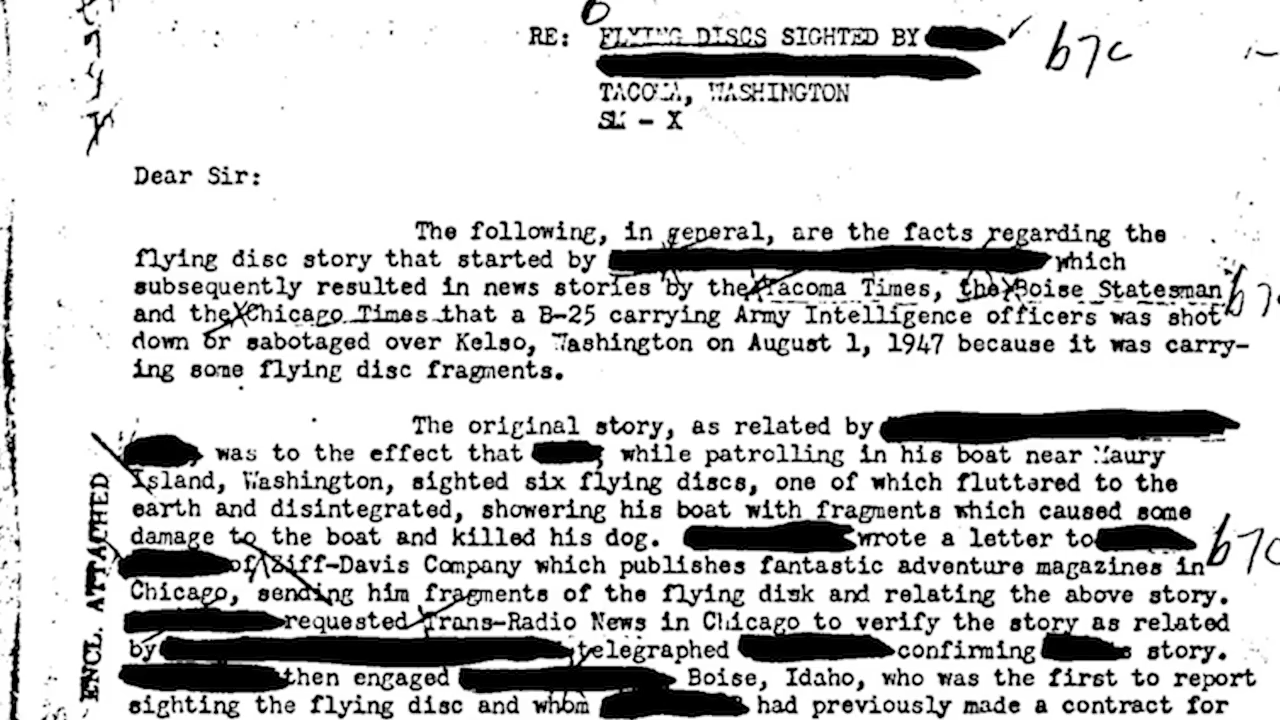 RE: FLYING DISCS SIGHTED BY
b7c
TACOMA, WASHINGTON
SM - X
Dear Sir:
The following, in general, are the facts regarding the
flying disc story that started by which
subsequently resulted in news stories by the Tacoma Times, the Boise Statesman
and the Chicago Times that a B-25 carrying Army Intelligence officers was shot
down or sabotaged over Kelso, Washington on August 1, 1947 because it was carry-
ing some flying disc fragments.
The original story, as related by
, was to the effect that , while patrolling in his boat near Maury
Island, Washington, sighted six flying discs, one of which fluttered to the
earth and disintegrated, showering his boat with fragments which caused some
damage to the boat and killed his dog. wrote a letter to
b7c
of Ziff-Davis Company which publishes fantastic adventure magazines in
Chicago, sending him fragments of the flying disk and relating the above story.
requested Trans-Radio News in Chicago to verify the story as related
by telegraphed confirming story.
then engaged Boise, Idaho, who was the first to report
sighting the flying disc and whom had previously made a contract for
ENCL. ATTACHED